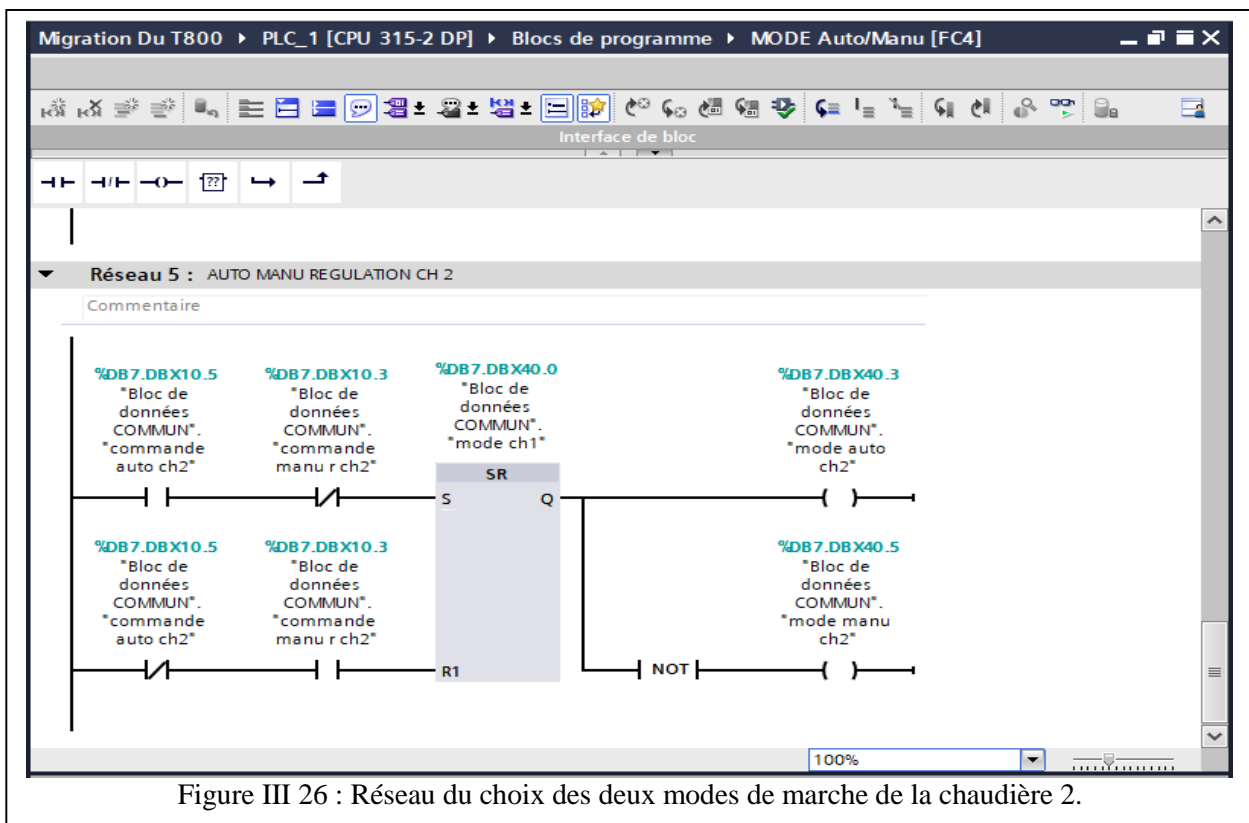 Migration Du T800 ▸ PLC_1 [CPU 315-2 DP] ▸ Blocs de programme ▸ MODE Auto/Manu [FC4]
Interface de bloc
??
Réseau 5 : AUTO MANU REGULATION CH 2
Commentaire
%DB7.DBX10.5
"Bloc de
données
COMMUN".
"commande
auto ch2"
%DB7.DBX10.3
"Bloc de
données
COMMUN".
"commande
manu r ch2"
%DB7.DBX40.0
"Bloc de
données
COMMUN".
"mode ch1"
SR
S
Q
%DB7.DBX40.3
"Bloc de
données
COMMUN".
"mode auto
ch2"
%DB7.DBX10.5
"Bloc de
données
COMMUN".
"commande
auto ch2"
%DB7.DBX10.3
"Bloc de
données
COMMUN".
"commande
manu r ch2"
R1
NOT
%DB7.DBX40.5
"Bloc de
données
COMMUN".
"mode manu
ch2"
100%
Figure III 26 : Réseau du choix des deux modes de marche de la chaudière 2.